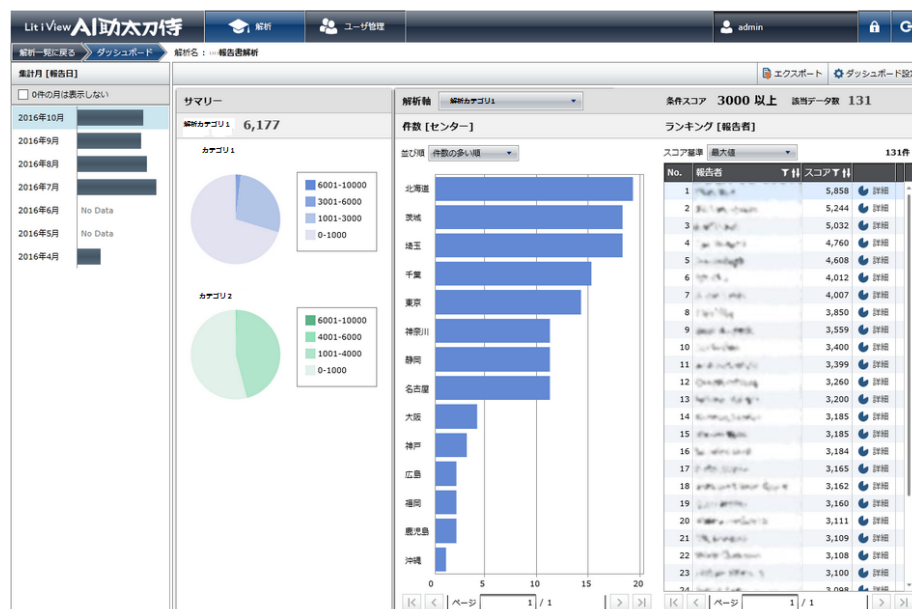 Lit i View AI助太刀侍
解析
ユーザ管理
admin
解析一覧に戻る
ダッシュボード
解析名：
報告書解析
集計月 [報告日]
0件の月は表示しない
2016年10月
2016年9月
2016年8月
2016年7月
2016年6月 No Data
2016年5月 No Data
2016年4月
エクスポート
ダッシュボード設
サマリー
解析カテゴリ1 6,177
カテゴリ1
6001-10000
3001-6000
1001-3000
0-1000
カテゴリ2
6001-10000
4001-6000
1001-4000
0-1000
解析軸 解析カテゴリ1
件数 [センター]
並び順 件数の多い順
北海道
茨城
埼玉
千葉
東京
神奈川
静岡
名古屋
大阪
神戸
広島
福岡
鹿児島
沖縄
0 5 10 15 20
ページ 1 / 1
条件スコア 3000 以上 該当データ数 131
ランキング [報告者]
スコア基準 最大値 131件
No. 報告者 スコア
1 5,858 詳細
2 5,244 詳細
3 5,032 詳細
4 4,760 詳細
5 4,608 詳細
6 4,012 詳細
7 4,007 詳細
8 3,850 詳細
9 3,559 詳細
10 3,400 詳細
11 3,399 詳細
12 3,260 詳細
13 3,200 詳細
14 3,185 詳細
15 3,185 詳細
16 3,184 詳細
17 3,165 詳細
18 3,162 詳細
19 3,160 詳細
20 3,111 詳細
21 3,109 詳細
22 3,108 詳細
23 3,100 詳細
24 3,098 詳細
ページ 1 / 1